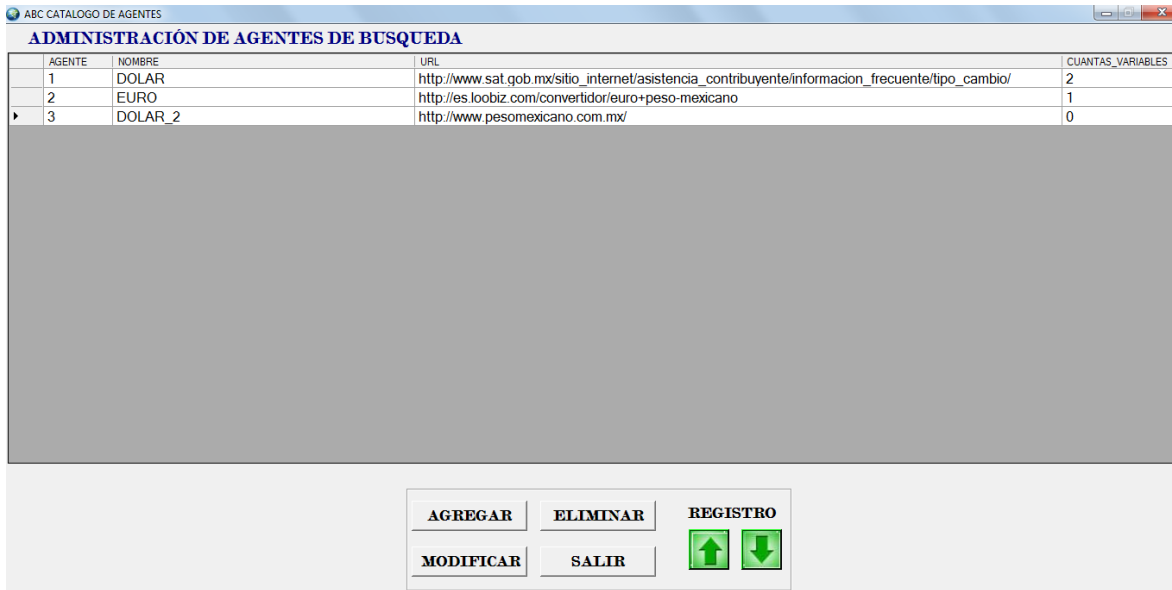 ABC CATALOGO DE AGENTES
ADMINISTRACIÓN DE AGENTES DE BUSQUEDA
AGENTE NOMBRE URL CUANTAS_VARIABLES
1 DOLAR http://www.sat.gob.mx/sitio_internet/asistencia_contribuyente/informacion_frecuente/tipo_cambio/ 2
2 EURO http://es.loobiz.com/convertidor/euro+peso-mexicano 1
3 DOLAR_2 http://www.pesomexicano.com.mx/ 0
AGREGAR ELIMINAR REGISTRO
MODIFICAR SALIR